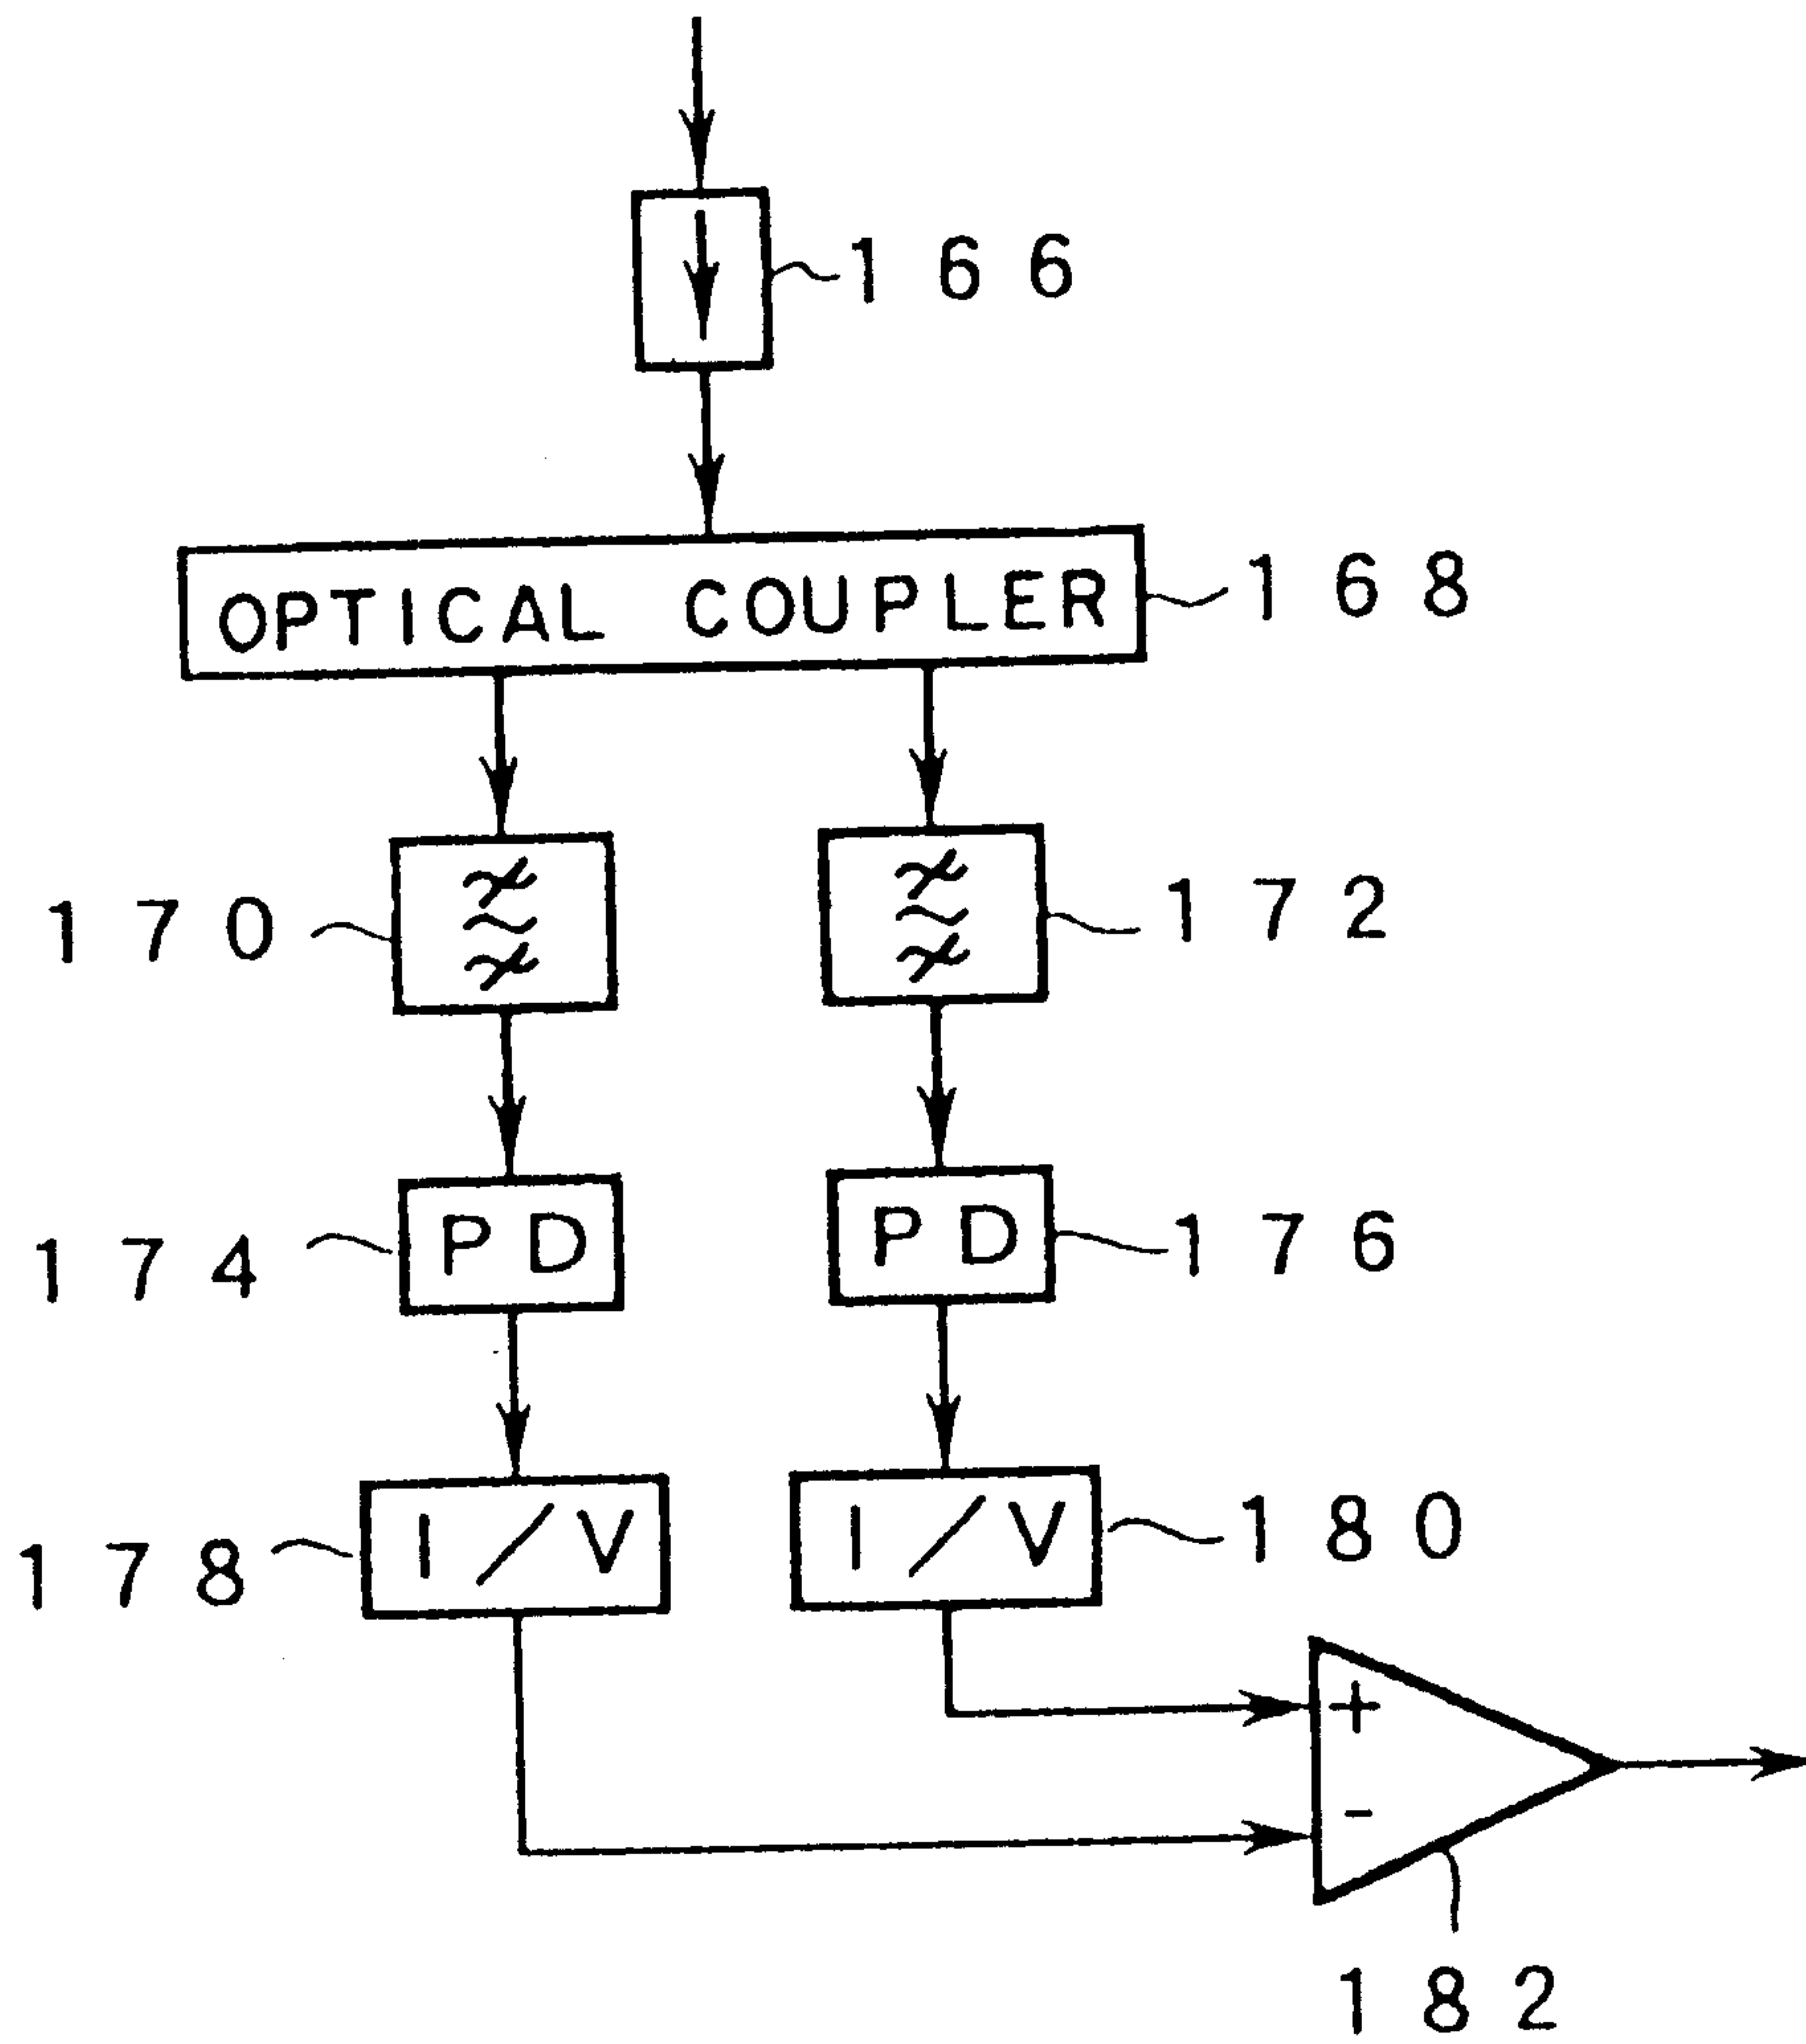 166
OPTICAL COUPLER
168
170
172
174
PD
PD
176
178
I/V
I/V
180
+
-
182